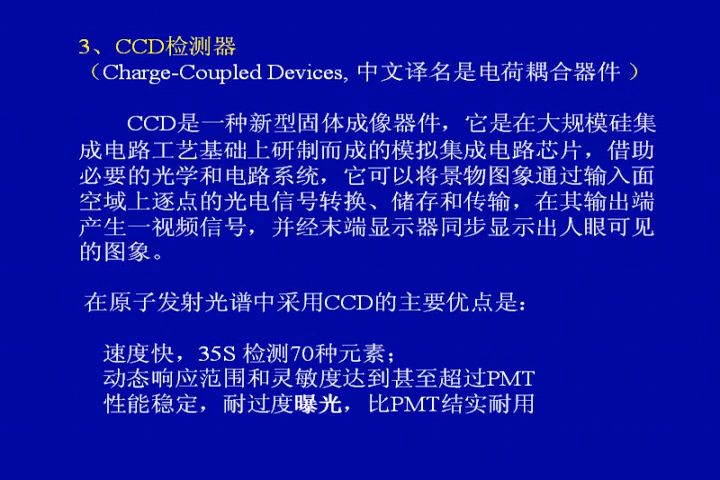 3、CCD检测器
（Charge-Coupled Devices, 中文译名是电荷耦合器件 ）
CCD是一种新型固体成像器件，它是在大规模硅集
成电路工艺基础上研制而成的模拟集成电路芯片，借助
必要的光学和电路系统，它可以将景物图象通过输入面
空域上逐点的光电信号转换、储存和传输，在其输出端
产生一视频信号，并经末端显示器同步显示出人眼可见
的图象。
在原子发射光谱中采用CCD的主要优点是：
速度快，35S 检测70种元素；
动态响应范围和灵敏度达到甚至超过PMT
性能稳定，耐过度曝光，比PMT结实耐用